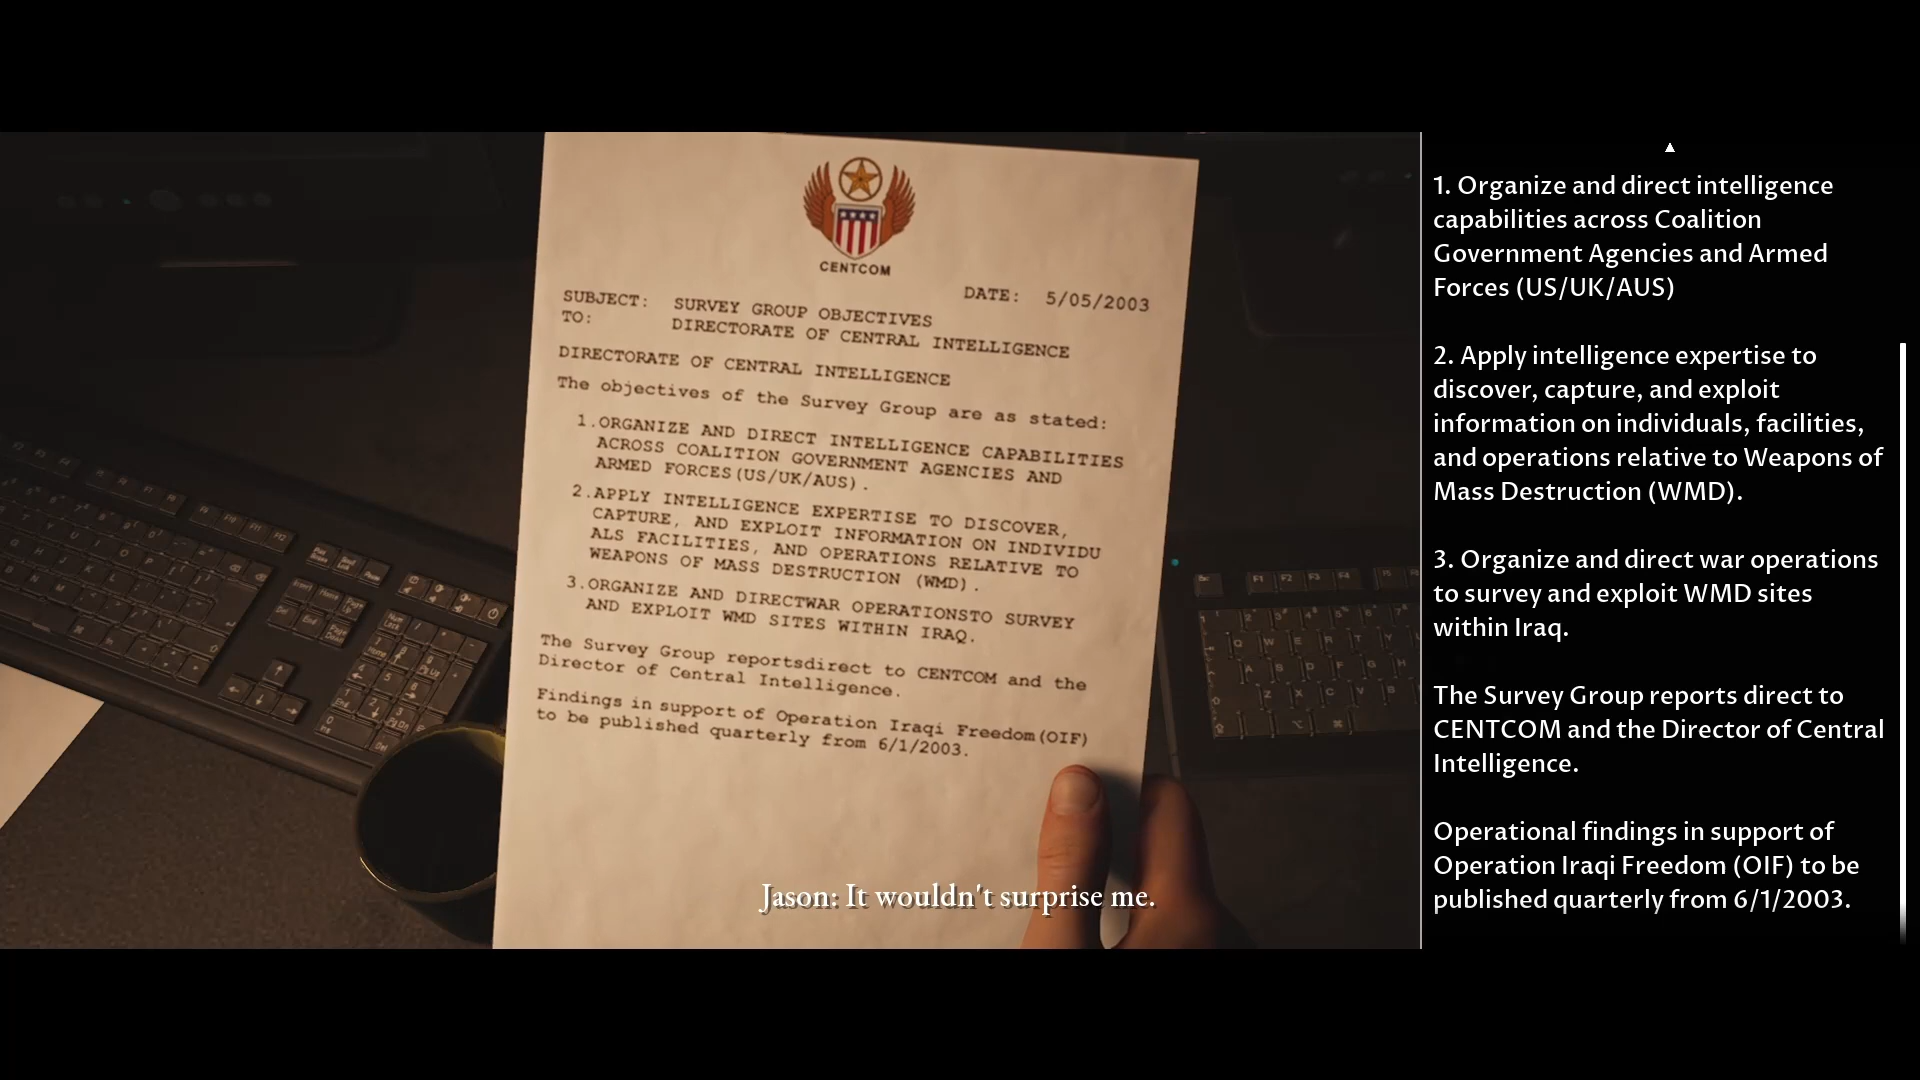 CENTCOM
DATE: 5/05/2003
SUBJECT: SURVEY GROUP OBJECTIVES
TO: DIRECTORATE OF CENTRAL INTELLIGENCE
DIRECTORATE OF CENTRAL INTELLIGENCE
The objectives of the Survey Group are as stated:
1.ORGANIZE AND DIRECT INTELLIGENCE CAPABILITIES
ACROSS COALITION GOVERNMENT AGENCIES AND
ARMED FORCES(US/UK/AUS).
2.APPLY INTELLIGENCE EXPERTISE TO DISCOVER,
CAPTURE, AND EXPLOIT INFORMATION ON INDIVIDU
ALS FACILITIES, AND OPERATIONS RELATIVE TO
WEAPONS OF MASS DESTRUCTION (WMD).
3.ORGANIZE AND DIRECTWAR OPERATIONSTO SURVEY
AND EXPLOIT WMD SITES WITHIN IRAQ.
The Survey Group reportsdirect to CENTCOM and the
Director of Central Intelligence.
Findings in support of Operation Iraqi Freedom(OIF)
to be published quarterly from 6/1/2003.
Jason: It wouldn't surprise me.
1. Organize and direct intelligence
capabilities across Coalition
Government Agencies and Armed
Forces (US/UK/AUS)
2. Apply intelligence expertise to
discover, capture, and exploit
information on individuals, facilities,
and operations relative to Weapons of
Mass Destruction (WMD).
3. Organize and direct war operations
to survey and exploit WMD sites
within Iraq.
The Survey Group reports direct to
CENTCOM and the Director of Central
Intelligence.
Operational findings in support of
Operation Iraqi Freedom (OIF) to be
published quarterly from 6/1/2003.